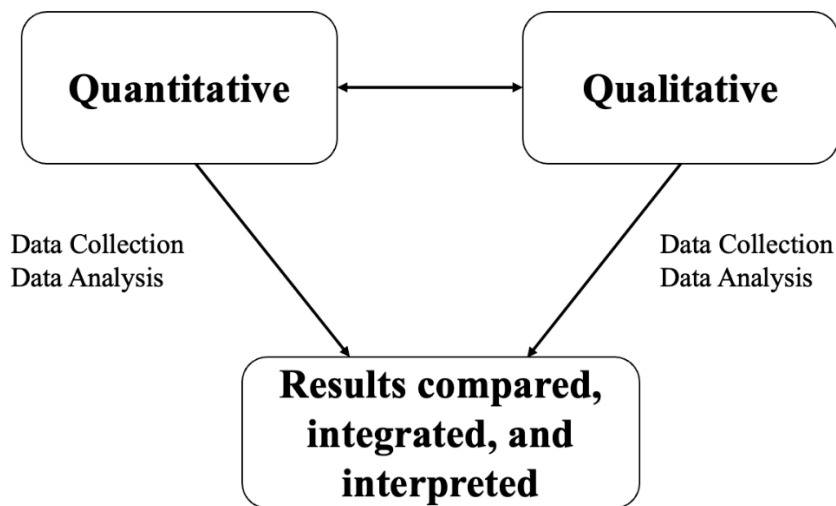 Quantitative
Qualitative
Data Collection
Data Analysis
Data Collection
Data Analysis
Results compared,
integrated, and
interpreted